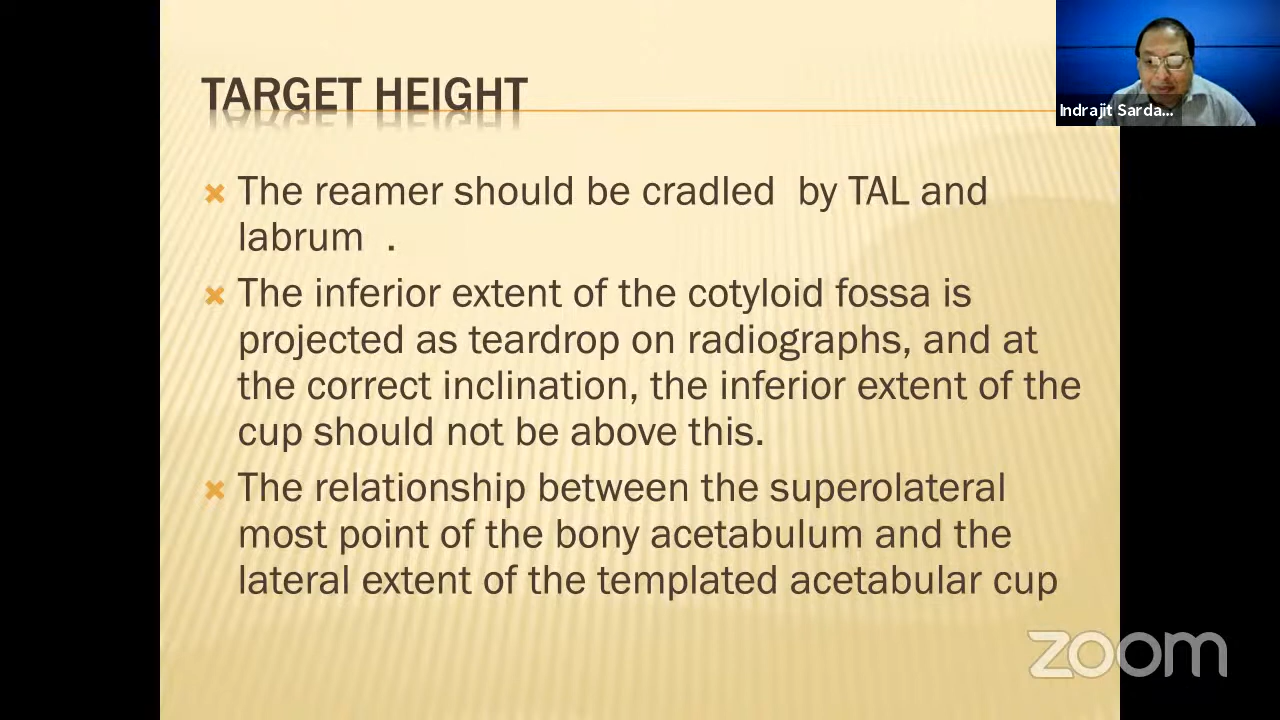 TARGET HEIGHT
Indrajit Sarda...
The reamer should be cradled by TAL and
labrum .
The inferior extent of the cotyloid fossa is
projected as teardrop on radiographs, and at
the correct inclination, the inferior extent of the
cup should not be above this.
The relationship between the superolateral
most point of the bony acetabulum and the
lateral extent of the templated acetabular cup
zoom